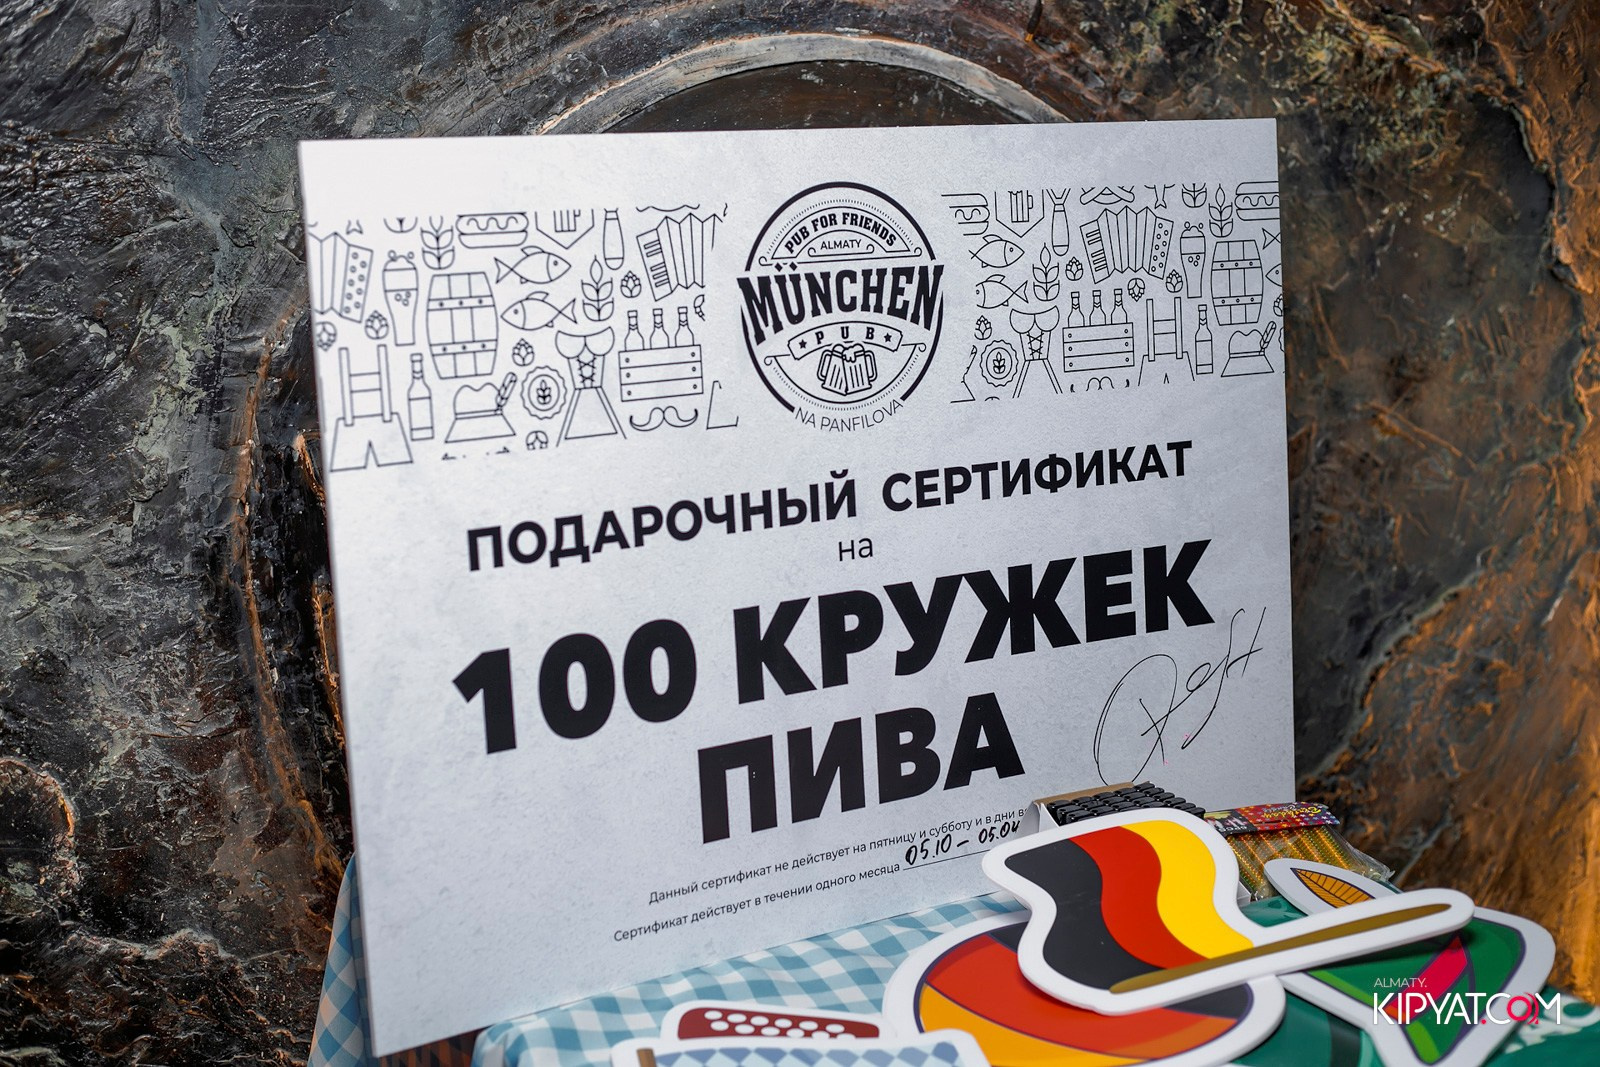 PUB FOR FRIENDS
ALMATY
MÜNCHEN
PUB
NA PANFILOVA
ПОДАРОЧНЫЙ СЕРТИФИКАТ
на
100 КРУЖЕК
ПИВА
Данный сертификат не действует на пятницу и субботу и в дни
Сертификат действует в течении одного месяца 05.10 – 05.04
ALMATY.
KIPYAT.COM